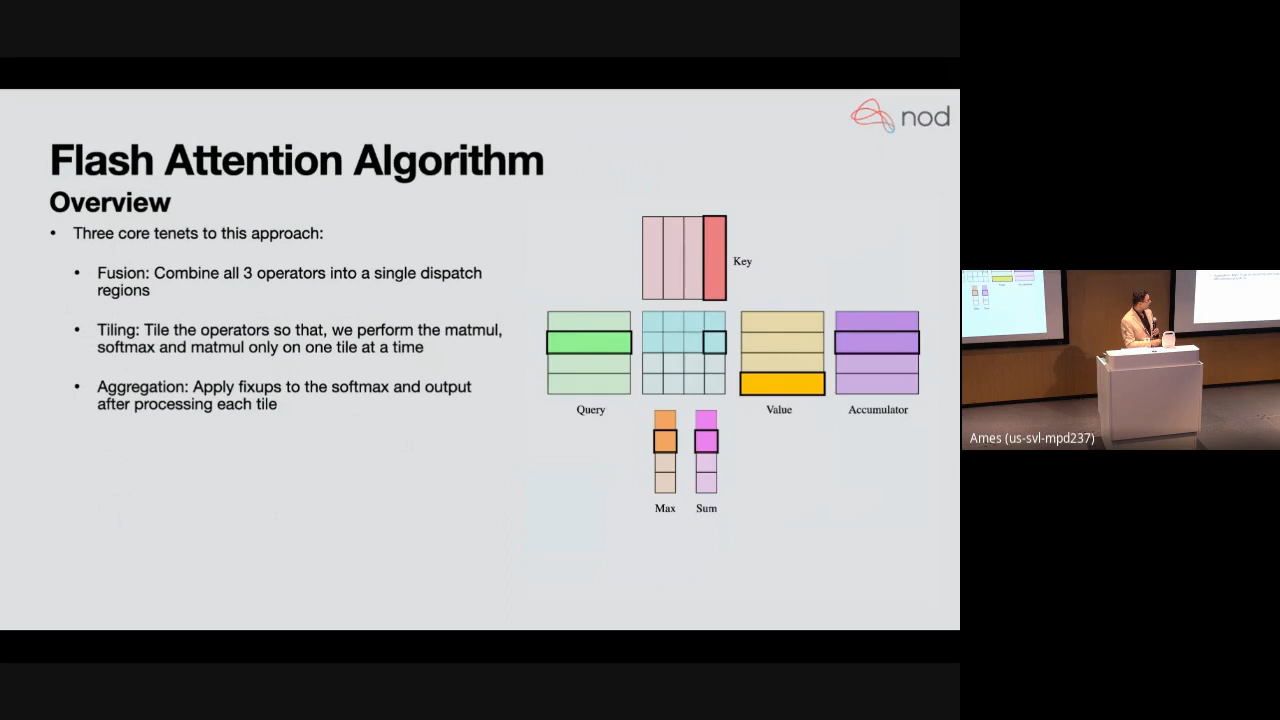 nod
Flash Attention Algorithm
Overview
• Three core tenets to this approach:
• Fusion: Combine all 3 operators into a single dispatch
regions
• Tiling: Tile the operators so that, we perform the matmul,
softmax and matmul only on one tile at a time
• Aggregation: Apply fixups to the softmax and output
after processing each tile
Key
Query
Value
Accumulator
Max
Sum
Ames (us-svl-mpd237)